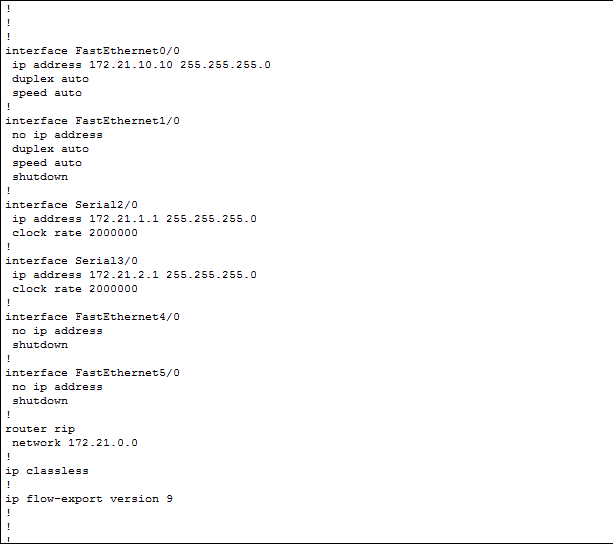 !
!
!
interface FastEthernet0/0
 ip address 172.21.10.10 255.255.255.0
 duplex auto
 speed auto
!
interface FastEthernet1/0
 no ip address
 duplex auto
 speed auto
 shutdown
!
interface Serial2/0
 ip address 172.21.1.1 255.255.255.0
 clock rate 2000000
!
interface Serial3/0
 ip address 172.21.2.1 255.255.255.0
 clock rate 2000000
!
interface FastEthernet4/0
 no ip address
 shutdown
!
interface FastEthernet5/0
 no ip address
 shutdown
!
router rip
 network 172.21.0.0
!
ip classless
!
ip flow-export version 9
!
!
!